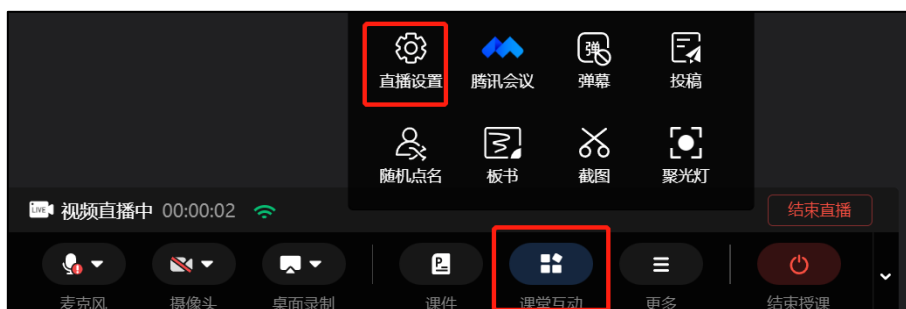 直播设置 腾讯会议 弹幕 投稿
随机点名 板书 截图 聚光灯
LIVE 视频直播中 00:00:02 结束直播
麦克风 摄像头 桌面录制 课件 课堂互动 更多 结束授课